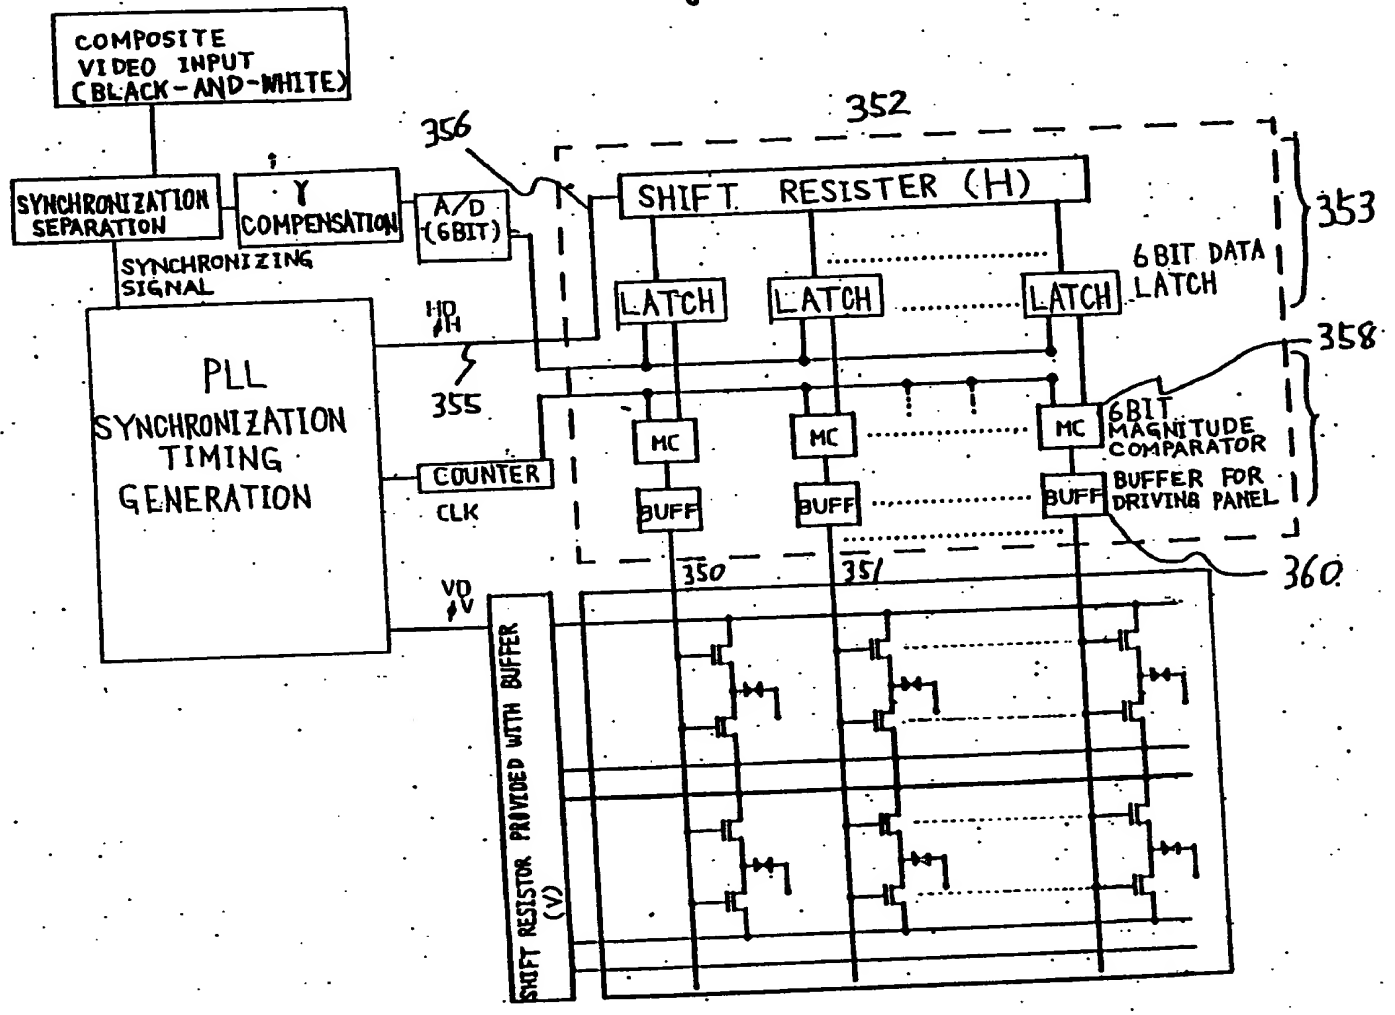 COMPOSITE
VIDEO INPUT
(BLACK-AND-WHITE)
SYNCHRONIZATION
SEPARATION
γ
COMPENSATION
A/D
(6BIT)
356
352
SHIFT RESISTER (H)
353
SYNCHRONIZING
SIGNAL
LATCH
LATCH
LATCH
6BIT DATA
LATCH
HD
φH
355
358
PLL
SYNCHRONIZATION
TIMING
GENERATION
COUNTER
CLK
MC
MC
MC
6BIT
MAGNITUDE
COMPARATOR
BUFF
BUFF
BUFF
BUFFER FOR
DRIVING PANEL
350
351
360
VD
φV
SHIFT RESISTOR PROVIDED WITH BUFFER
(V)